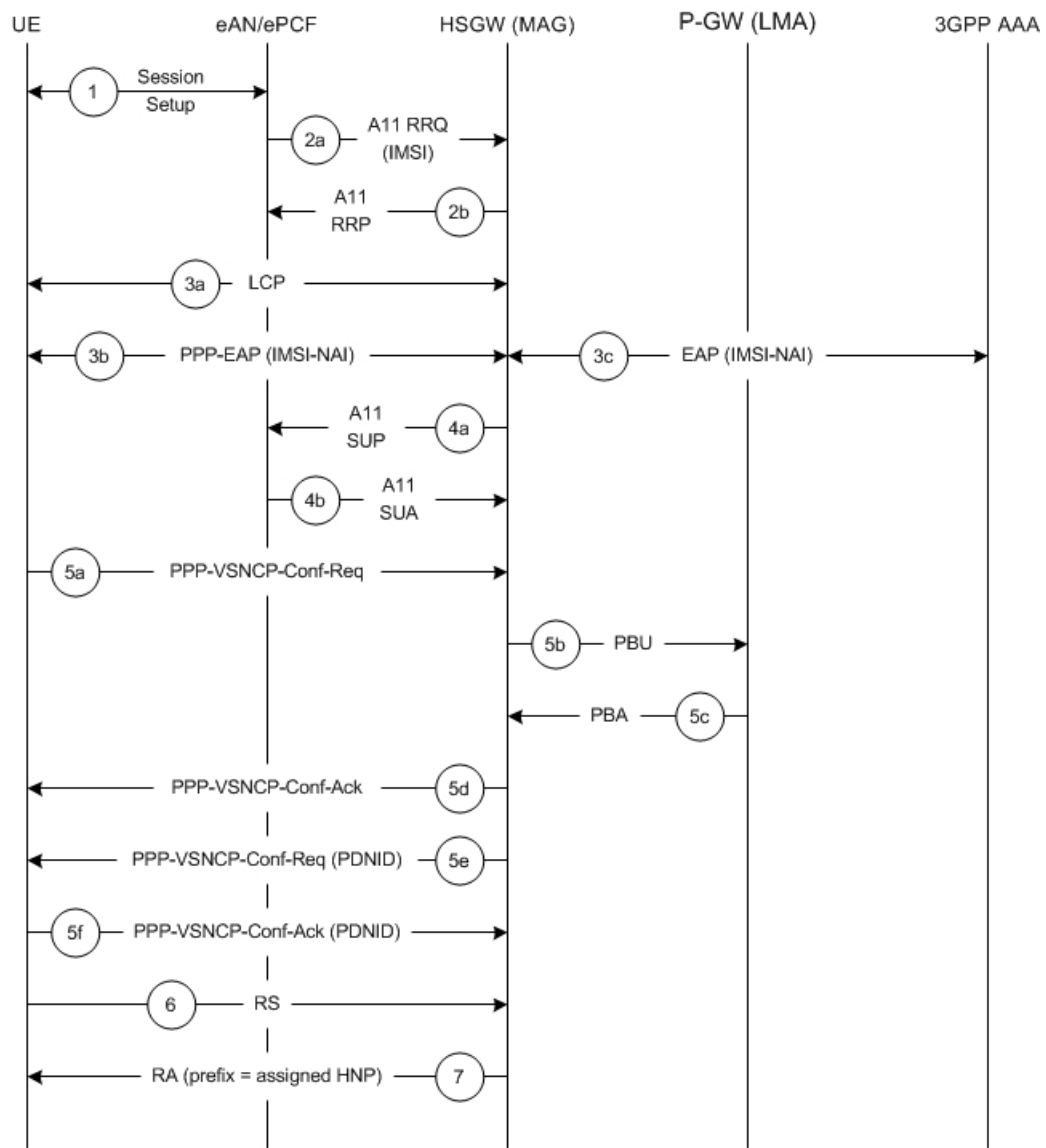 UE eAN/ePCF HSGW (MAG) P-GW (LMA) 3GPP AAA
1 Session
Setup
2a A11 RRQ
(IMSI)
A11 2b
RRP
3a LCP
3b PPP-EAP (IMSI-NAI) 3c EAP (IMSI-NAI)
A11 4a
SUP
4b A11
SUA
5a PPP-VSNCP-Conf-Req
5b PBU
PBA 5c
PPP-VSNCP-Conf-Ack 5d
PPP-VSNCP-Conf-Req (PDNID) 5e
5f PPP-VSNCP-Conf-Ack (PDNID)
6 RS
RA (prefix = assigned HNP) 7